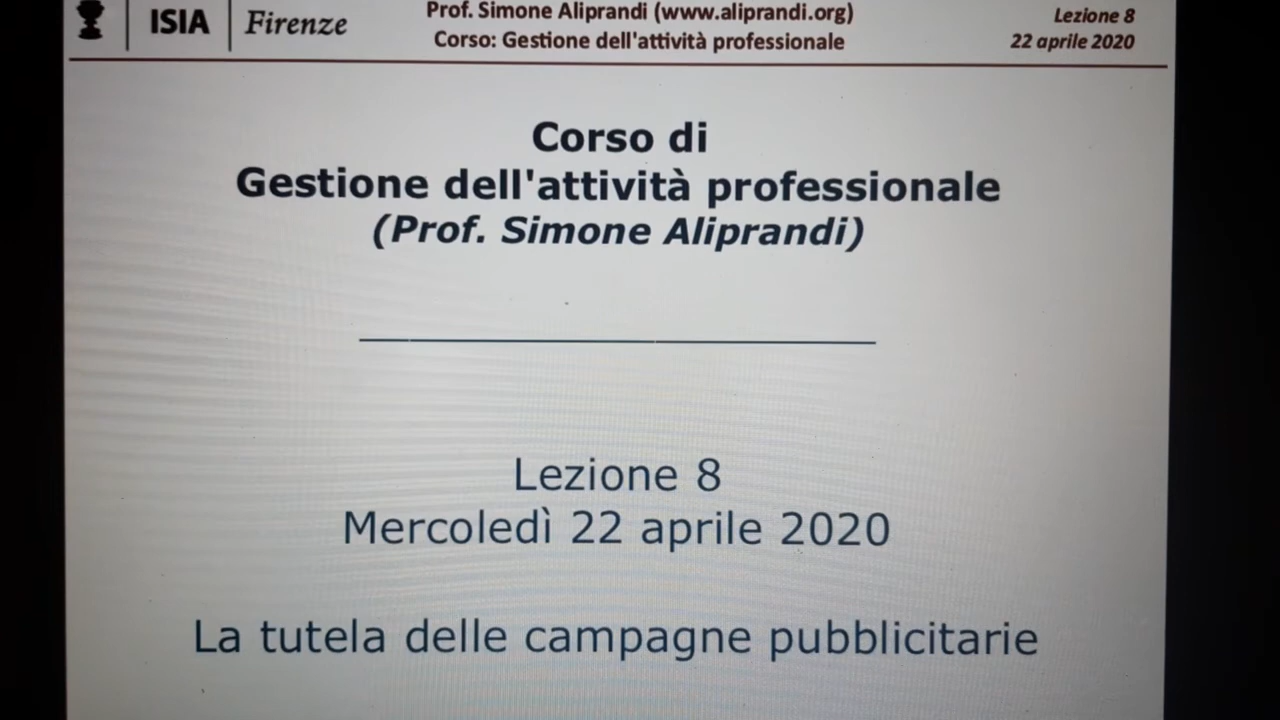 ISIA Firenze
Prof. Simone Aliprandi (www.aliprandi.org)
Corso: Gestione dell'attività professionale
Lezione 8
22 aprile 2020
Corso di
Gestione dell'attività professionale
(Prof. Simone Aliprandi)
Lezione 8
Mercoledì 22 aprile 2020
La tutela delle campagne pubblicitarie